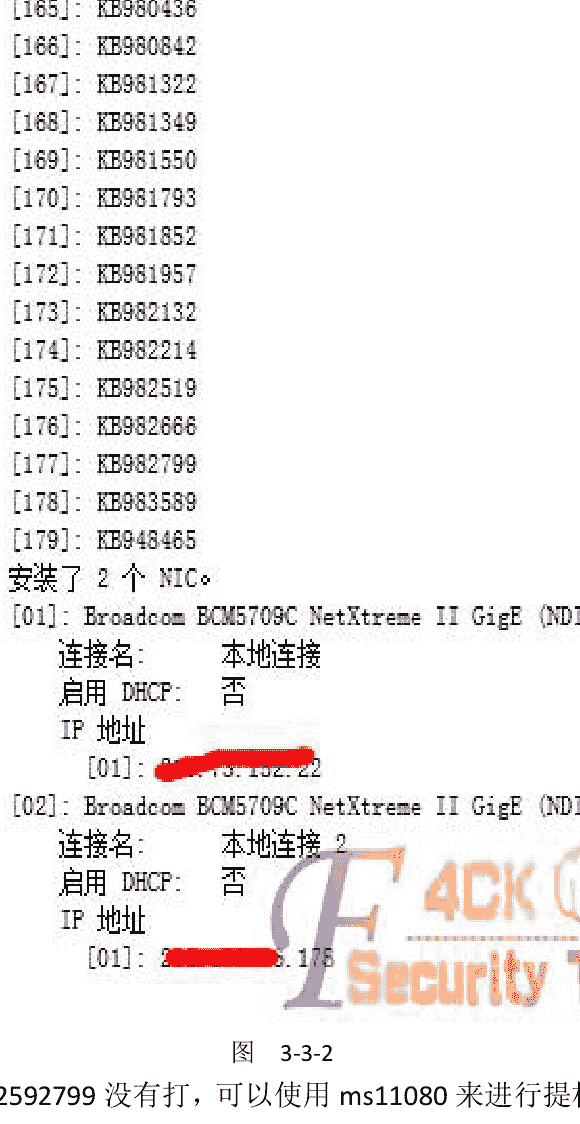 [165]: KB980436
[166]: KB980842
[167]: KB981322
[168]: KB981349
[169]: KB981550
[170]: KB981793
[171]: KB981852
[172]: KB981957
[173]: KB982132
[174]: KB982214
[175]: KB982519
[176]: KB982666
[177]: KB982799
[178]: KB983589
[179]: KB948465
安装了 2 个 NIC。
[01]: Broadcom BCM5709C NetXtreme II GigE (NDI
连接名: 本地连接
启用 DHCP: 否
IP 地址
[01]:
[02]: Broadcom BCM5709C NetXtreme II GigE (NDI
连接名: 本地连接 2
启用 DHCP: 否
IP 地址
[01]: .178
F4CK
Security T
图 3-3-2
2592799 没有打，可以使用 ms11080 来进行提